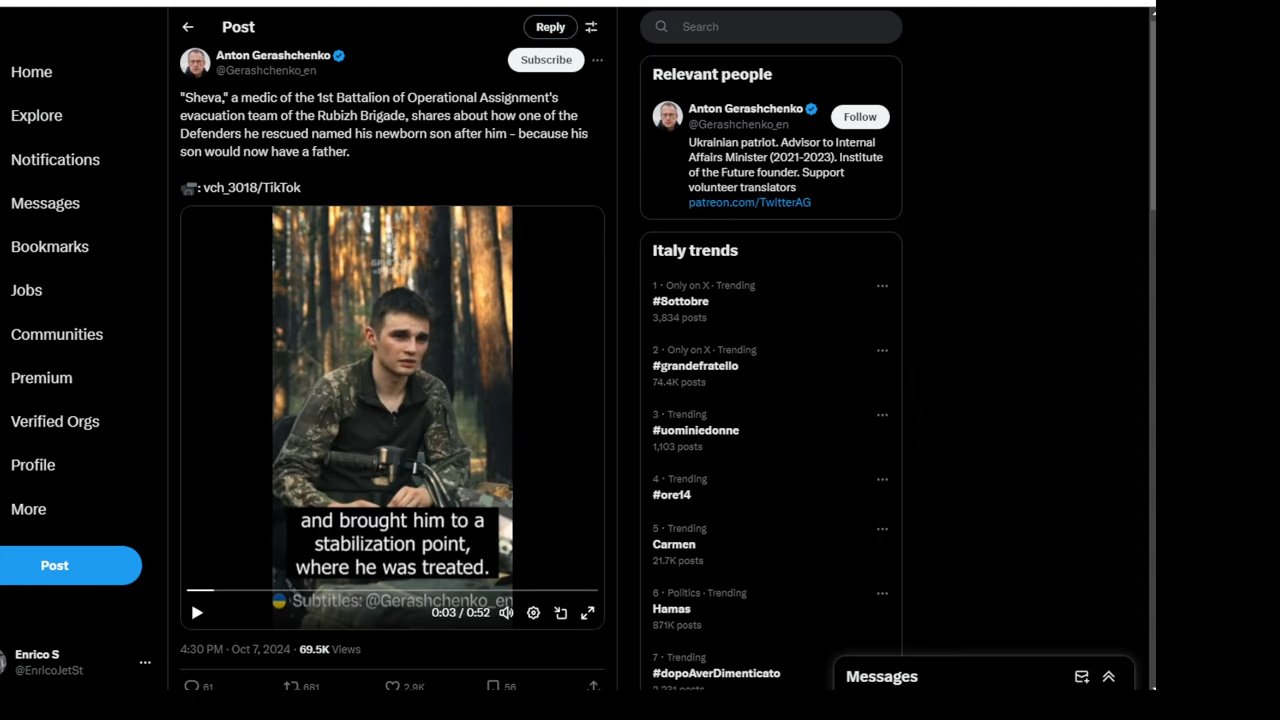 Home
Explore
Notifications
Messages
Bookmarks
Jobs
Communities
Premium
Verified Orgs
Profile
More
Post
Enrico S
@EnricoJetSt
Post
Reply
Anton Gerashchenko
@Gerashchenko_en
Subscribe
"Sheva," a medic of the 1st Battalion of Operational Assignment's
evacuation team of the Rubizh Brigade, shares about how one of the
Defenders he rescued named his newborn son after him - because his
son would now have a father.
: vch_3018/TikTok
and brought him to a
stabilization point,
where he was treated.
Subtitles: @Gerashchenko_en
0:03 / 0:52
4:30 PM · Oct 7, 2024 · 69.5K Views
61 681 2.9K 56
Search
Relevant people
Anton Gerashchenko
@Gerashchenko_en
Follow
Ukrainian patriot. Advisor to Internal
Affairs Minister (2021-2023). Institute
of the Future founder. Support
volunteer translators
patreon.com/TwitterAG
Italy trends
1 · Only on X · Trending
#8ottobre
3,834 posts
2 · Only on X · Trending
#grandefratello
74.4K posts
3 · Trending
#uominiedonne
1,103 posts
4 · Trending
#ore14
5 · Trending
Carmen
21.7K posts
6 · Politics · Trending
Hamas
871K posts
7 · Trending
#dopoAverDimenticato
2,231 posts
Messages